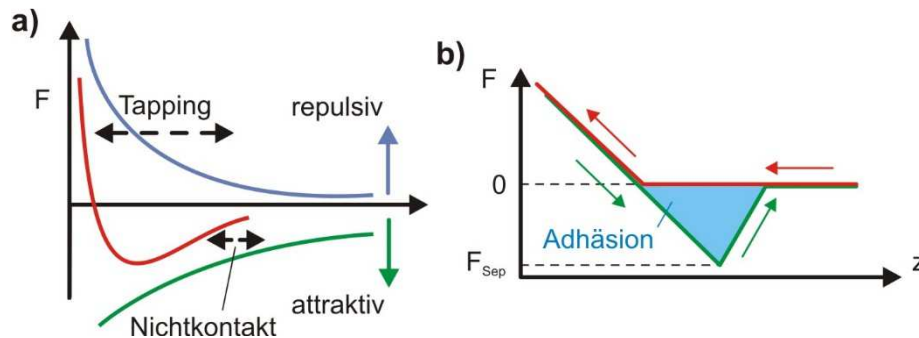 a)
F
Tapping
repulsiv
Nichtkontakt
attraktiv
b)
F
0
Adhäsion
FSep
z